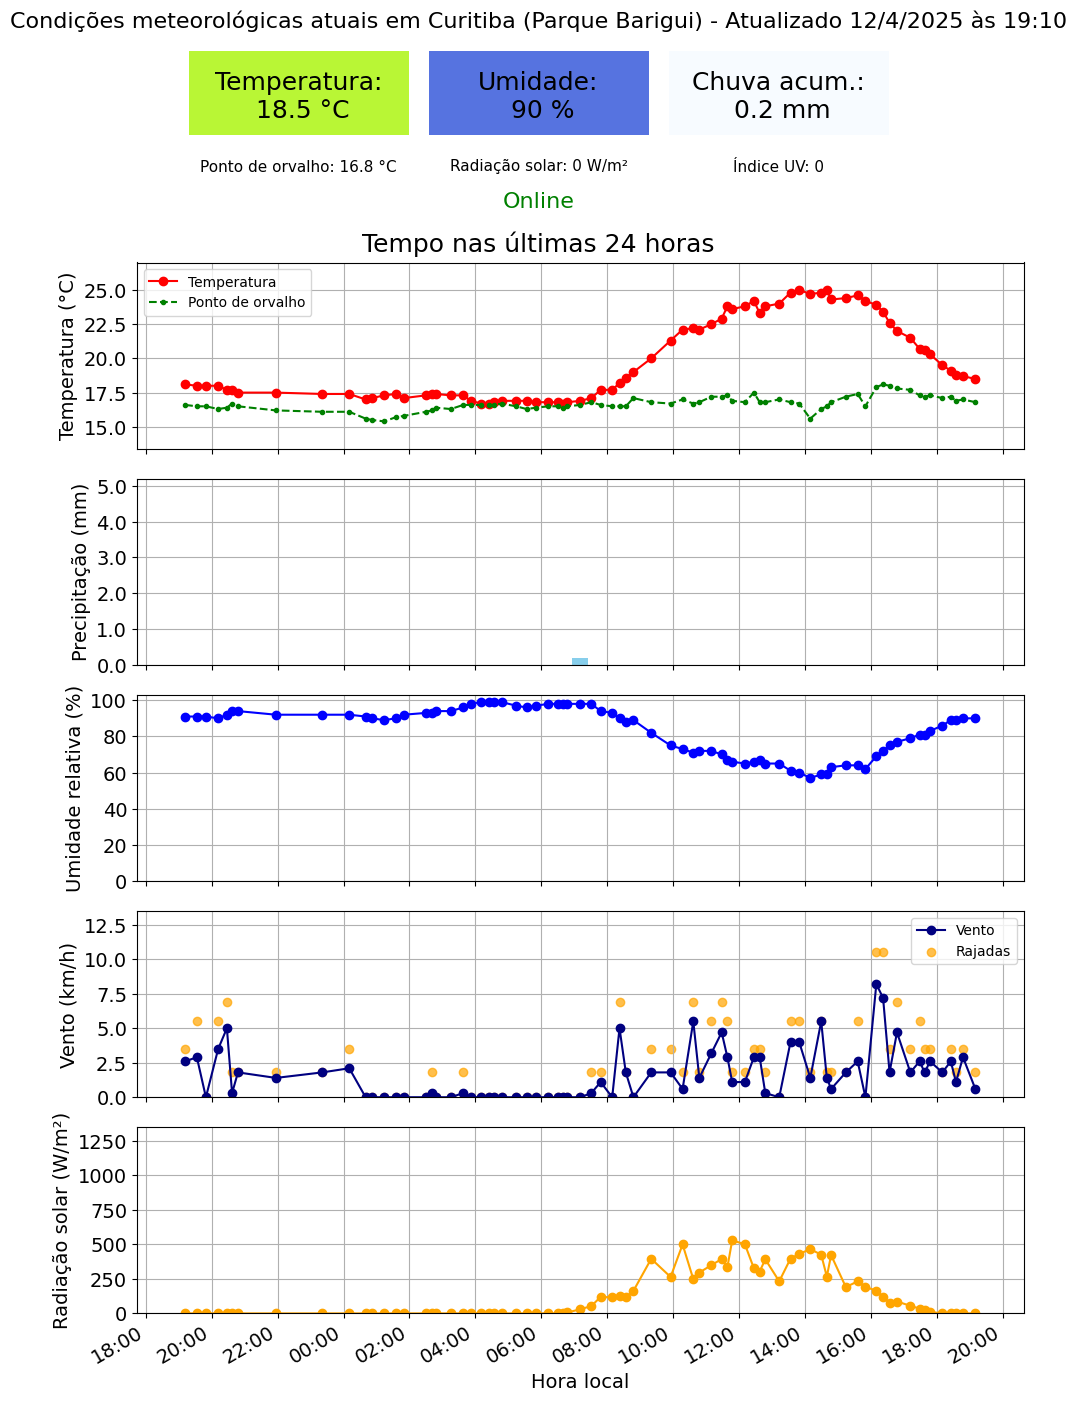 Condições meteorológicas atuais em Curitiba (Parque Barigui) - Atualizado 12/4/2025 às 19:10
Temperatura:
18.5 °C
Umidade:
90 %
Chuva acum.:
0.2 mm
Ponto de orvalho: 16.8 °C
Radiação solar: 0 W/m²
Índice UV: 0
Online
Tempo nas últimas 24 horas
Temperatura (°C)
25.0
22.5
20.0
17.5
15.0
Temperatura
Ponto de orvalho
Precipitação (mm)
5.0
4.0
3.0
2.0
1.0
0.0
Umidade relativa (%)
100
80
60
40
20
0
Vento (km/h)
12.5
10.0
7.5
5.0
2.5
0.0
Vento
Rajadas
Radiação solar (W/m²)
1250
1000
750
500
250
0
18:00
20:00
22:00
00:00
02:00
04:00
06:00
08:00
10:00
12:00
14:00
16:00
18:00
20:00
Hora local